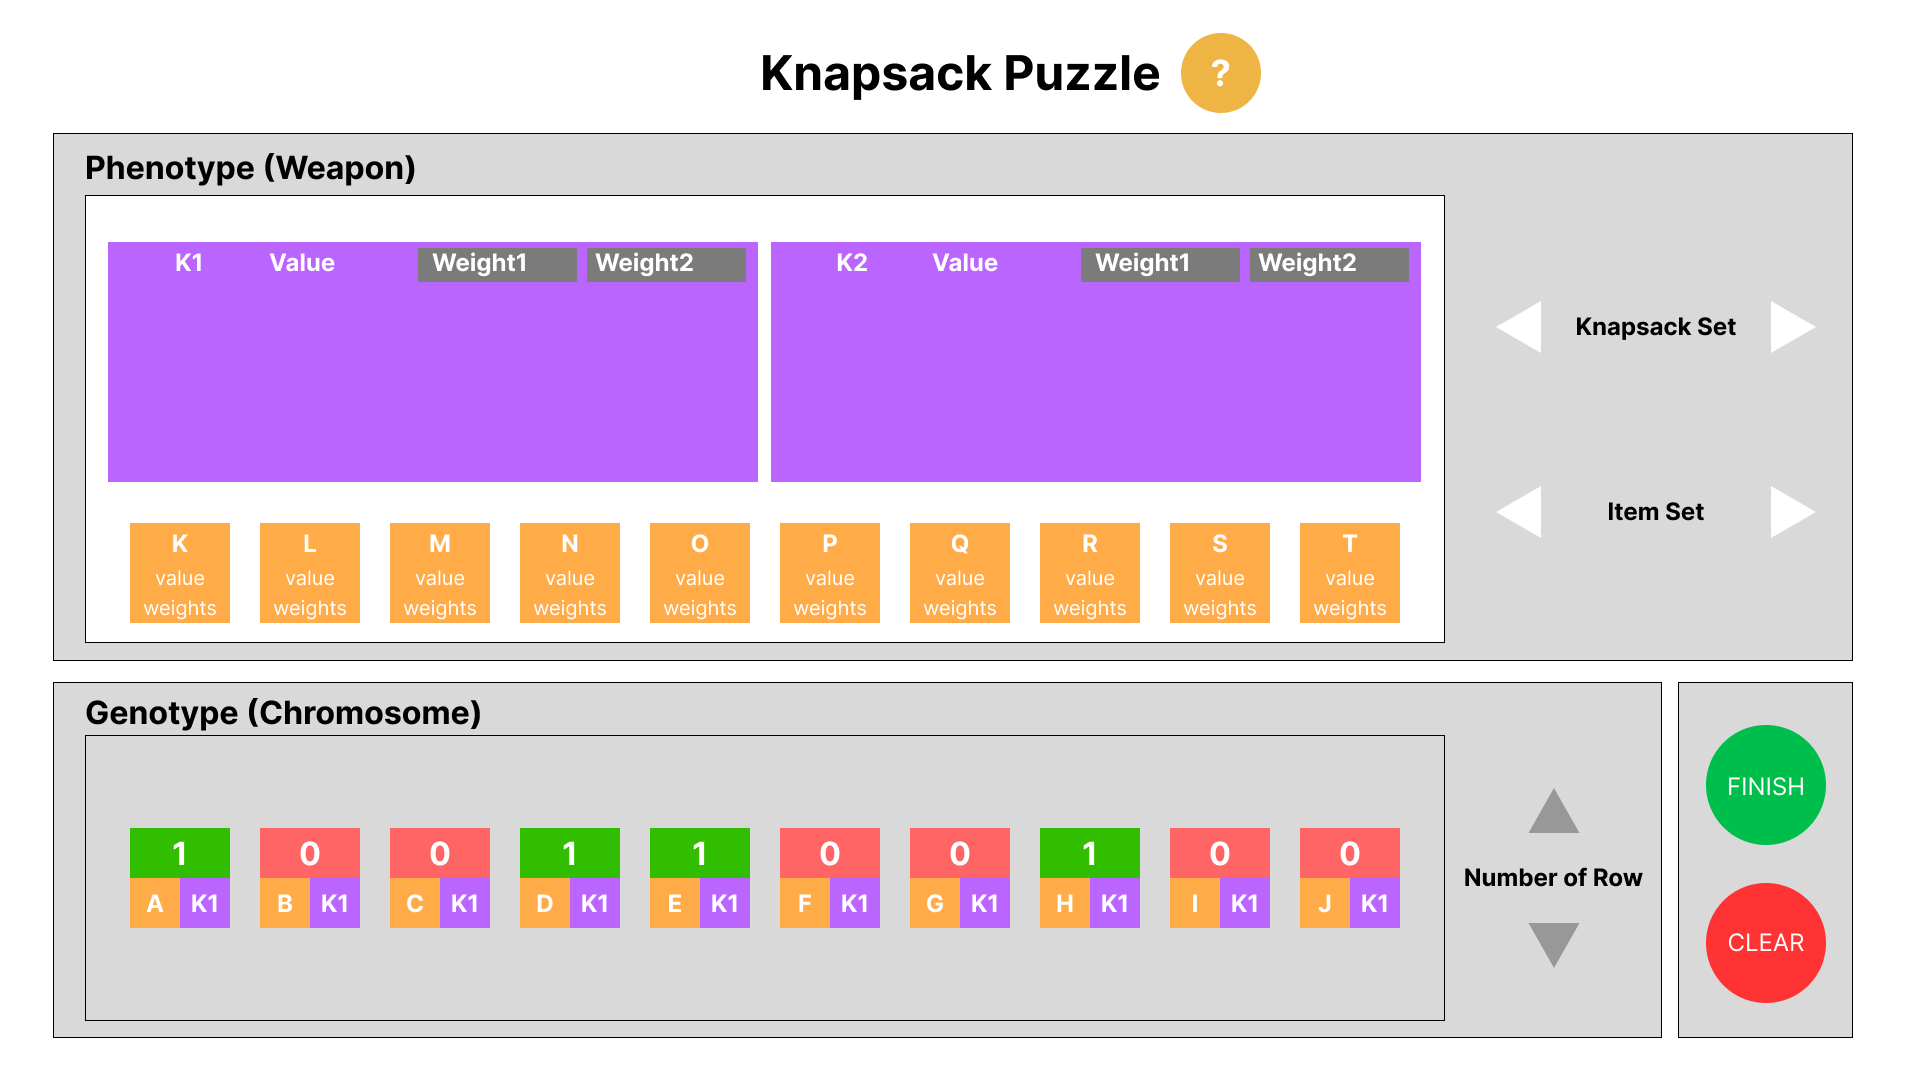 Knapsack Puzzle ?
Phenotype (Weapon)
K1 Value Weight1 Weight2 K2 Value Weight1 Weight2
Knapsack Set
Item Set
K L M N O P Q R S T
value value value value value value value value value value
weights weights weights weights weights weights weights weights weights weights
Genotype (Chromosome)
1 0 0 1 1 0 0 1 0 0
A K1 B K1 C K1 D K1 E K1 F K1 G K1 H K1 I K1 J K1
Number of Row
FINISH
CLEAR